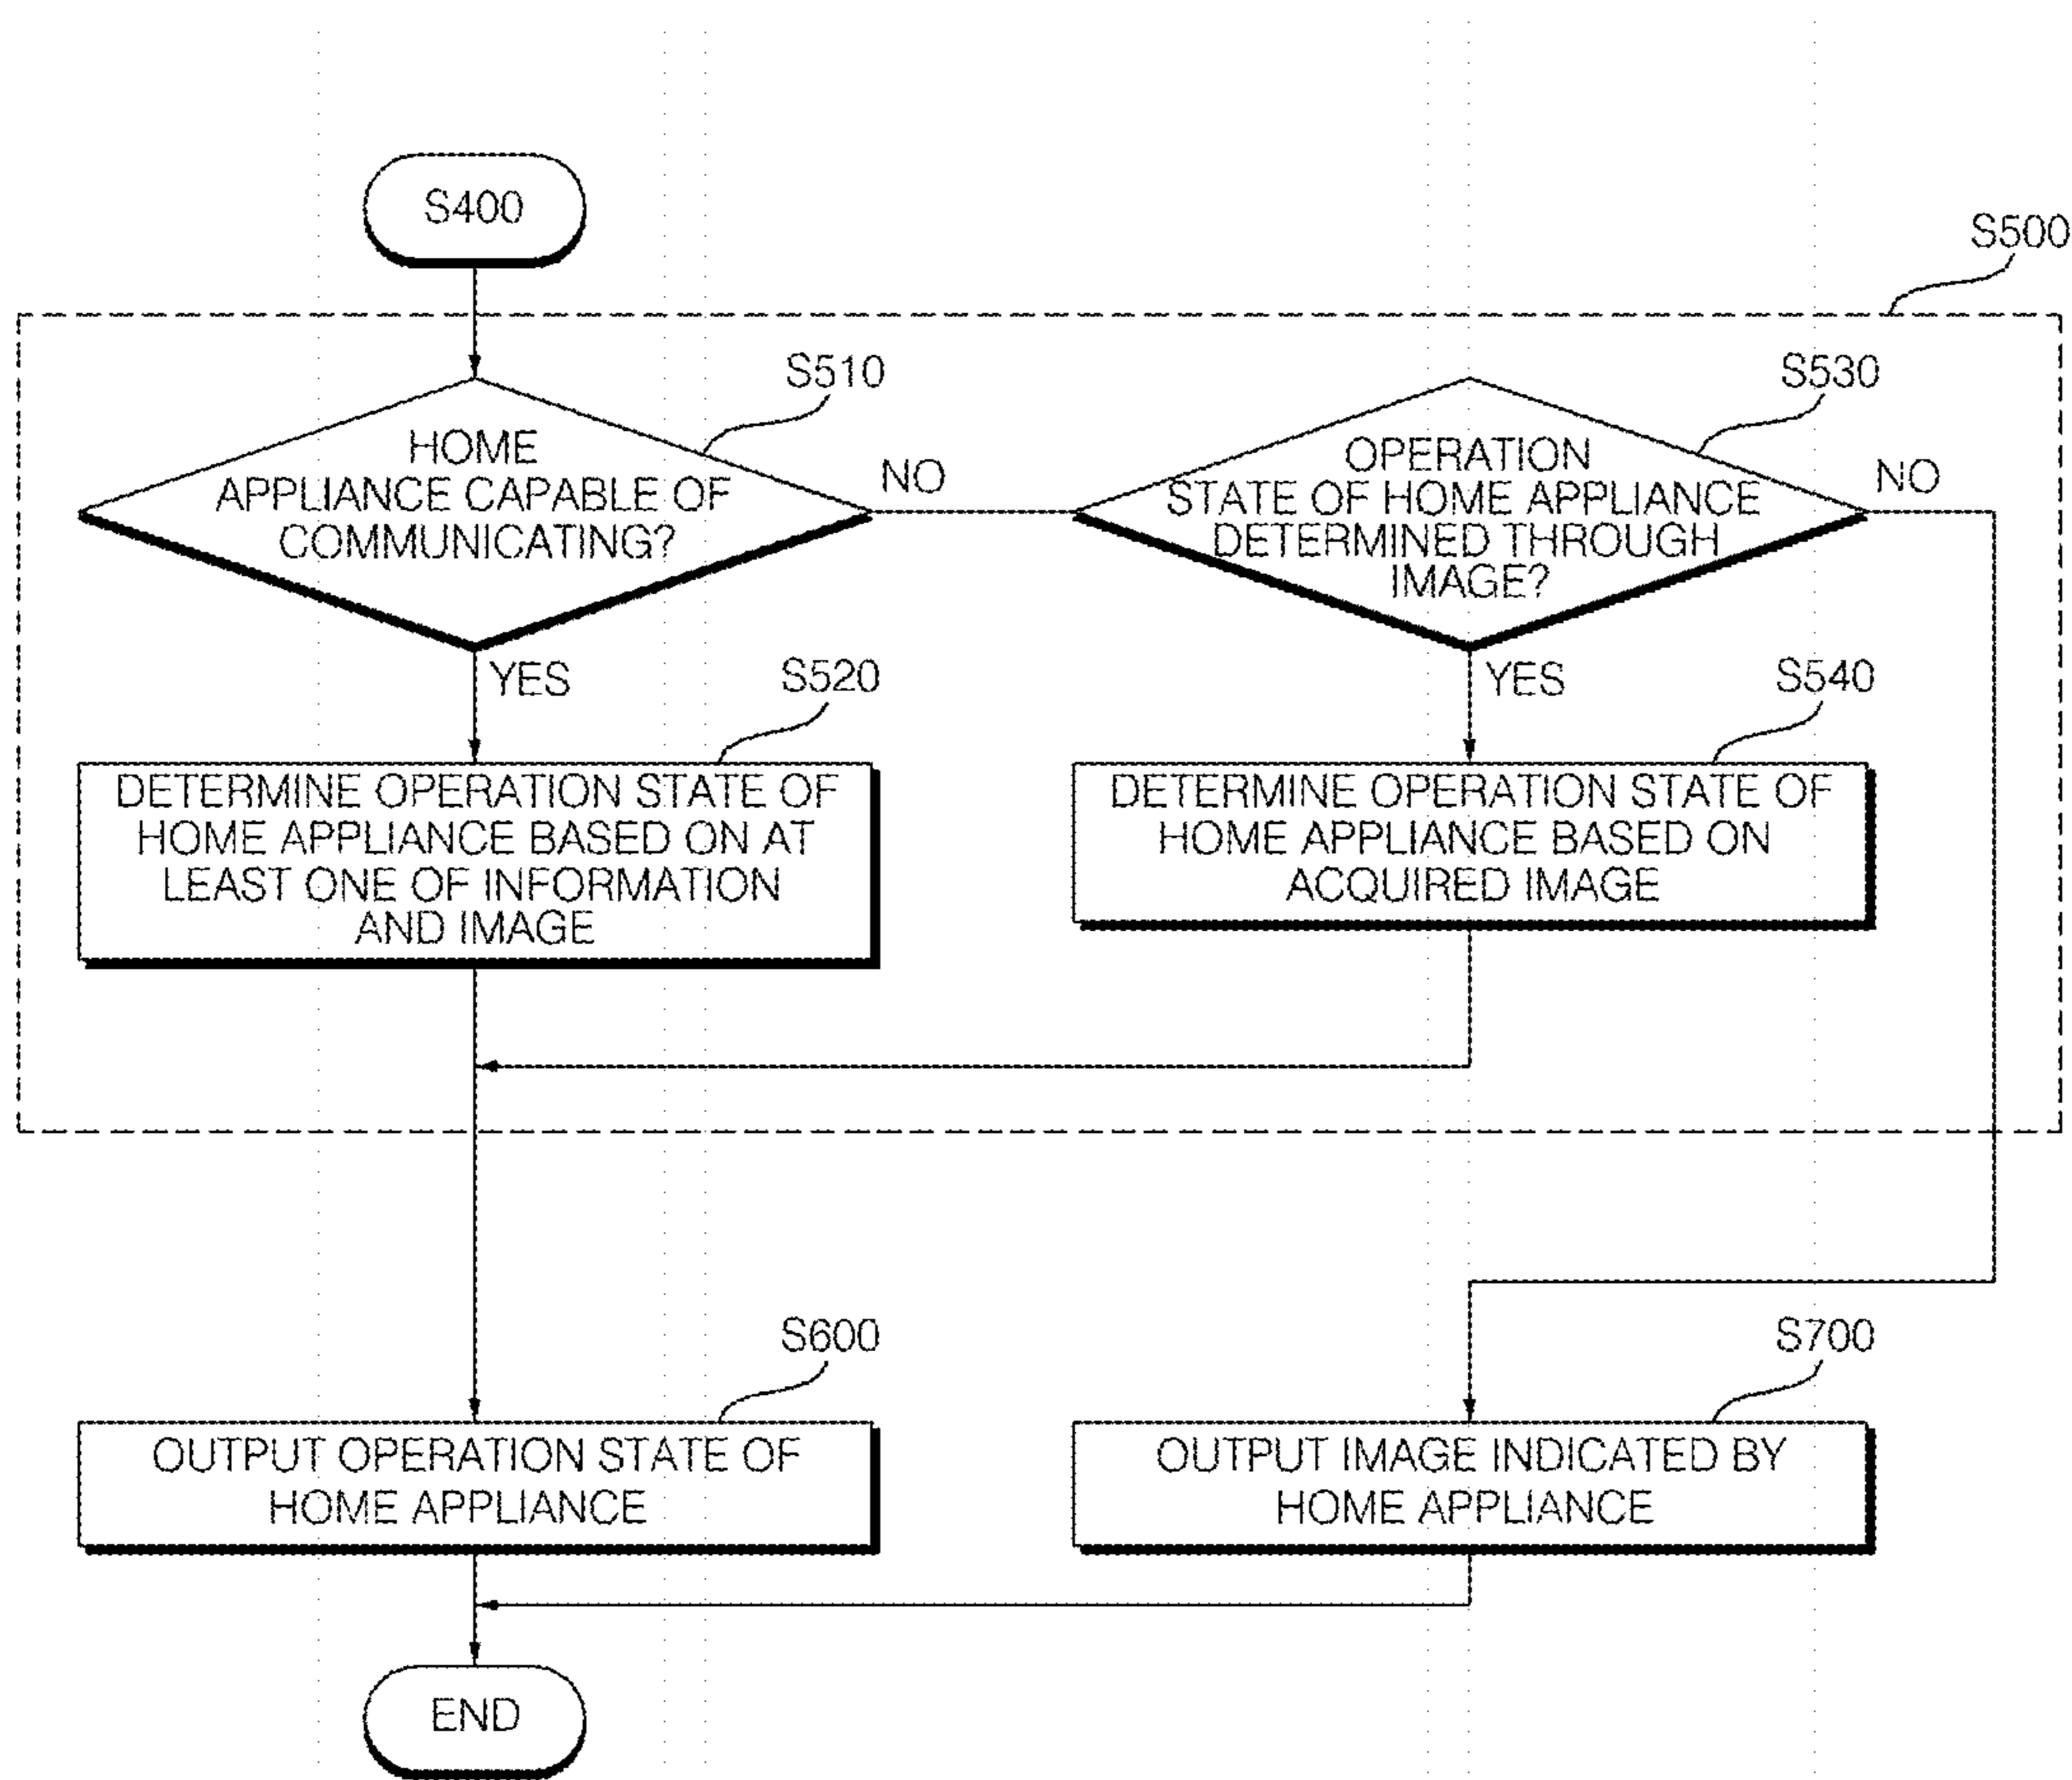 S400
S500
S510
HOME
APPLIANCE CAPABLE OF
COMMUNICATING?
NO
YES
S530
OPERATION
STATE OF HOME APPLIANCE
DETERMINED THROUGH
IMAGE?
NO
YES
S520
DETERMINE OPERATION STATE OF
HOME APPLIANCE BASED ON AT
LEAST ONE OF INFORMATION
AND IMAGE
S540
DETERMINE OPERATION STATE OF
HOME APPLIANCE BASED ON
ACQUIRED IMAGE
S600
OUTPUT OPERATION STATE OF
HOME APPLIANCE
S700
OUTPUT IMAGE INDICATED BY
HOME APPLIANCE
END